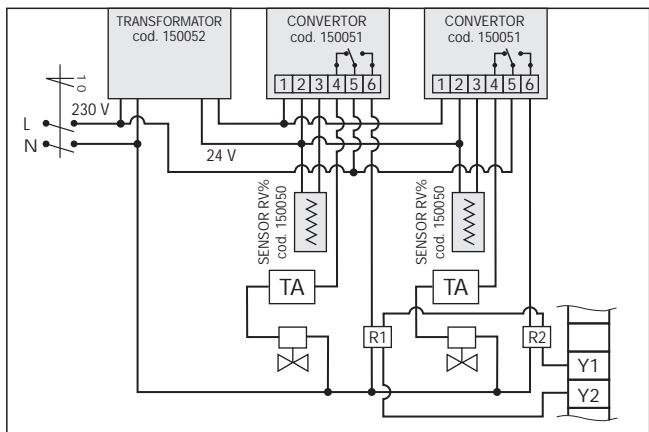 TRANSFORMATOR
cod. 150052
CONVERTOR
cod. 150051
1 2 3 4 5 6
CONVERTOR
cod. 150051
1 2 3 4 5 6
1 0
230 V
L
N
24 V
SENSOR RV%
cod. 150050
SENSOR RV%
cod. 150050
TA
TA
R1
R2
Y1
Y2